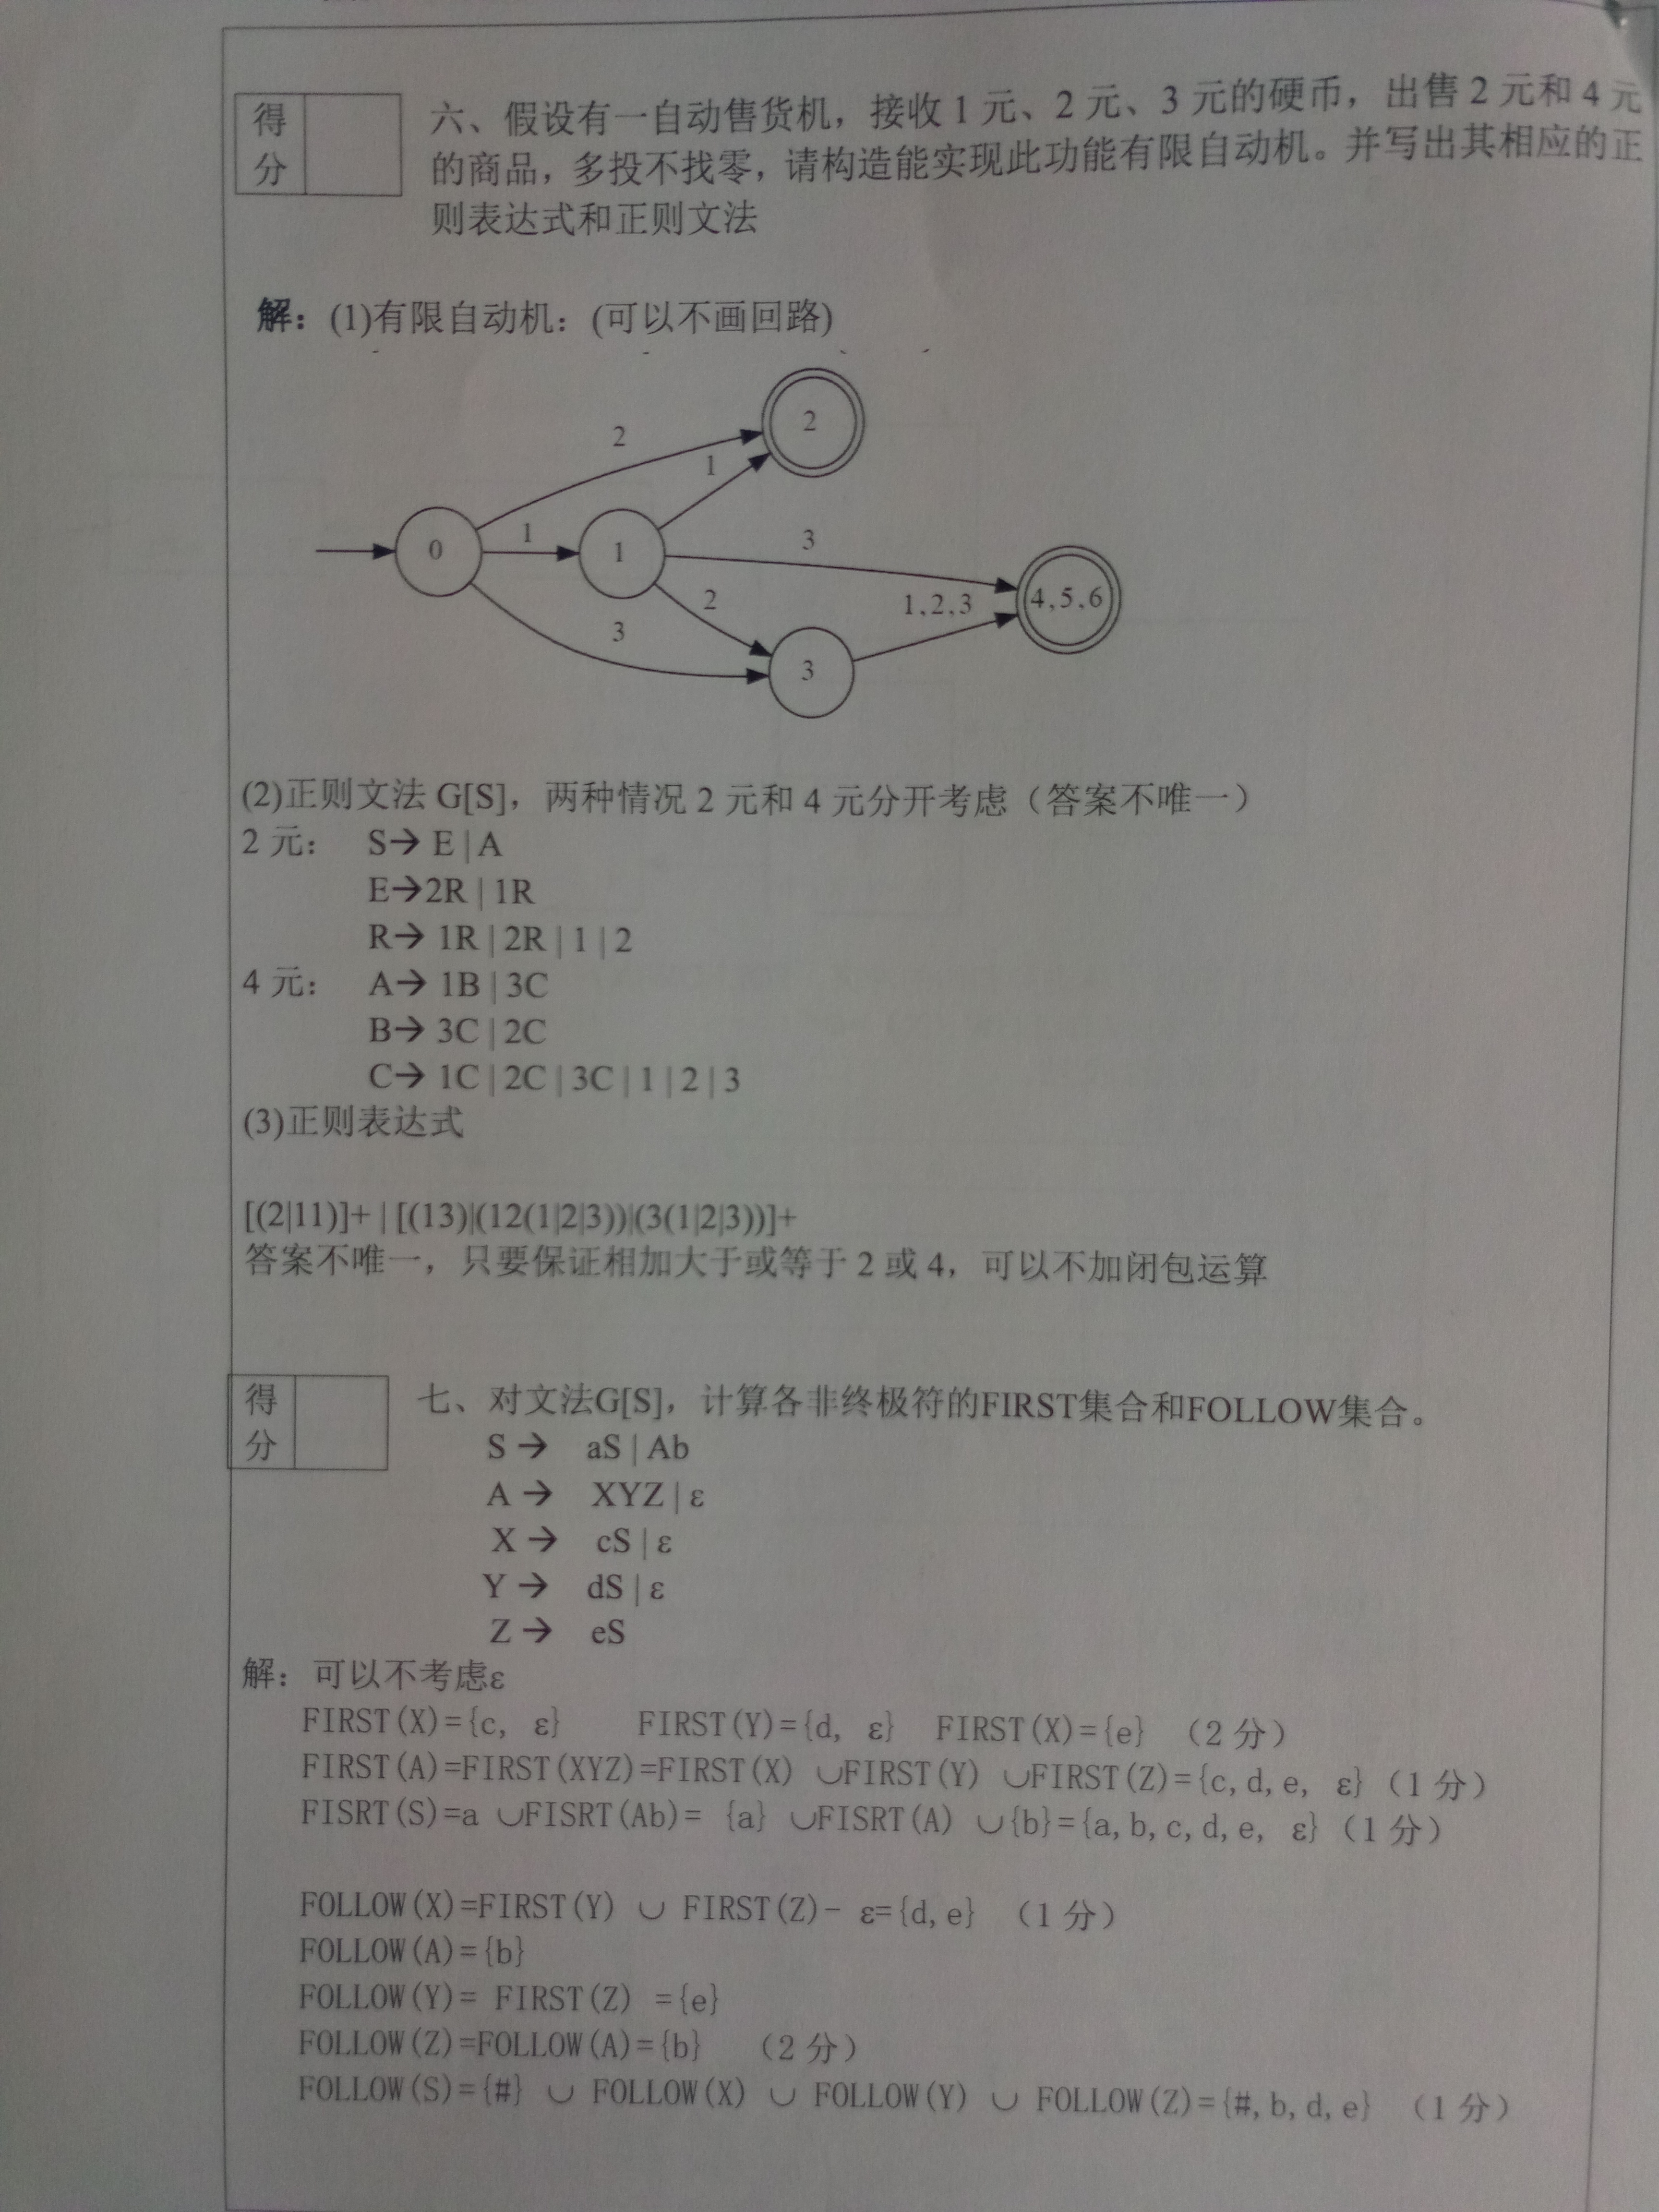 得分
六、假设有一自动售货机，接收 1 元、2 元、3 元的硬币，出售 2 元和 4 元
的商品，多投不找零，请构造能实现此功能有限自动机。并写出其相应的正
则表达式和正则文法
解：(1)有限自动机：(可以不画回路)
2
2
1
0
1
1
3
4,5,6
1,2,3
2
3
3
(2)正则文法 G[S]，两种情况 2 元和 4 元分开考虑（答案不唯一）
2 元： S→ E | A
E→2R | 1R
R→ 1R | 2R | 1 | 2
4 元： A→ 1B | 3C
B→ 3C | 2C
C→ 1C | 2C | 3C | 1 | 2 | 3
(3)正则表达式
[(2|11)]+ | [(13)|(12(1|2|3))|(3(1|2|3))]+
答案不唯一，只要保证相加大于或等于 2 或 4，可以不加闭包运算
得分
七、对文法G[S]，计算各非终极符的FIRST集合和FOLLOW集合。
S → aS | Ab
A → XYZ | ε
X → cS | ε
Y → dS | ε
Z → eS
解：可以不考虑ε
FIRST(X)={c, ε} FIRST(Y)={d, ε} FIRST(X)={e} （2 分）
FIRST(A)=FIRST(XYZ)=FIRST(X) ∪FIRST(Y) ∪FIRST(Z)={c,d,e, ε}（1 分）
FISRT(S)=a ∪FISRT(Ab)= {a} ∪FISRT(A) ∪{b}={a,b,c,d,e, ε}（1 分）
FOLLOW(X)=FIRST(Y) ∪ FIRST(Z)- ε={d,e} （1 分）
FOLLOW(A)={b}
FOLLOW(Y)= FIRST(Z) ={e}
FOLLOW(Z)=FOLLOW(A)={b} （2 分）
FOLLOW(S)={#} ∪ FOLLOW(X) ∪ FOLLOW(Y) ∪ FOLLOW(Z)={#,b,d,e} （1 分）